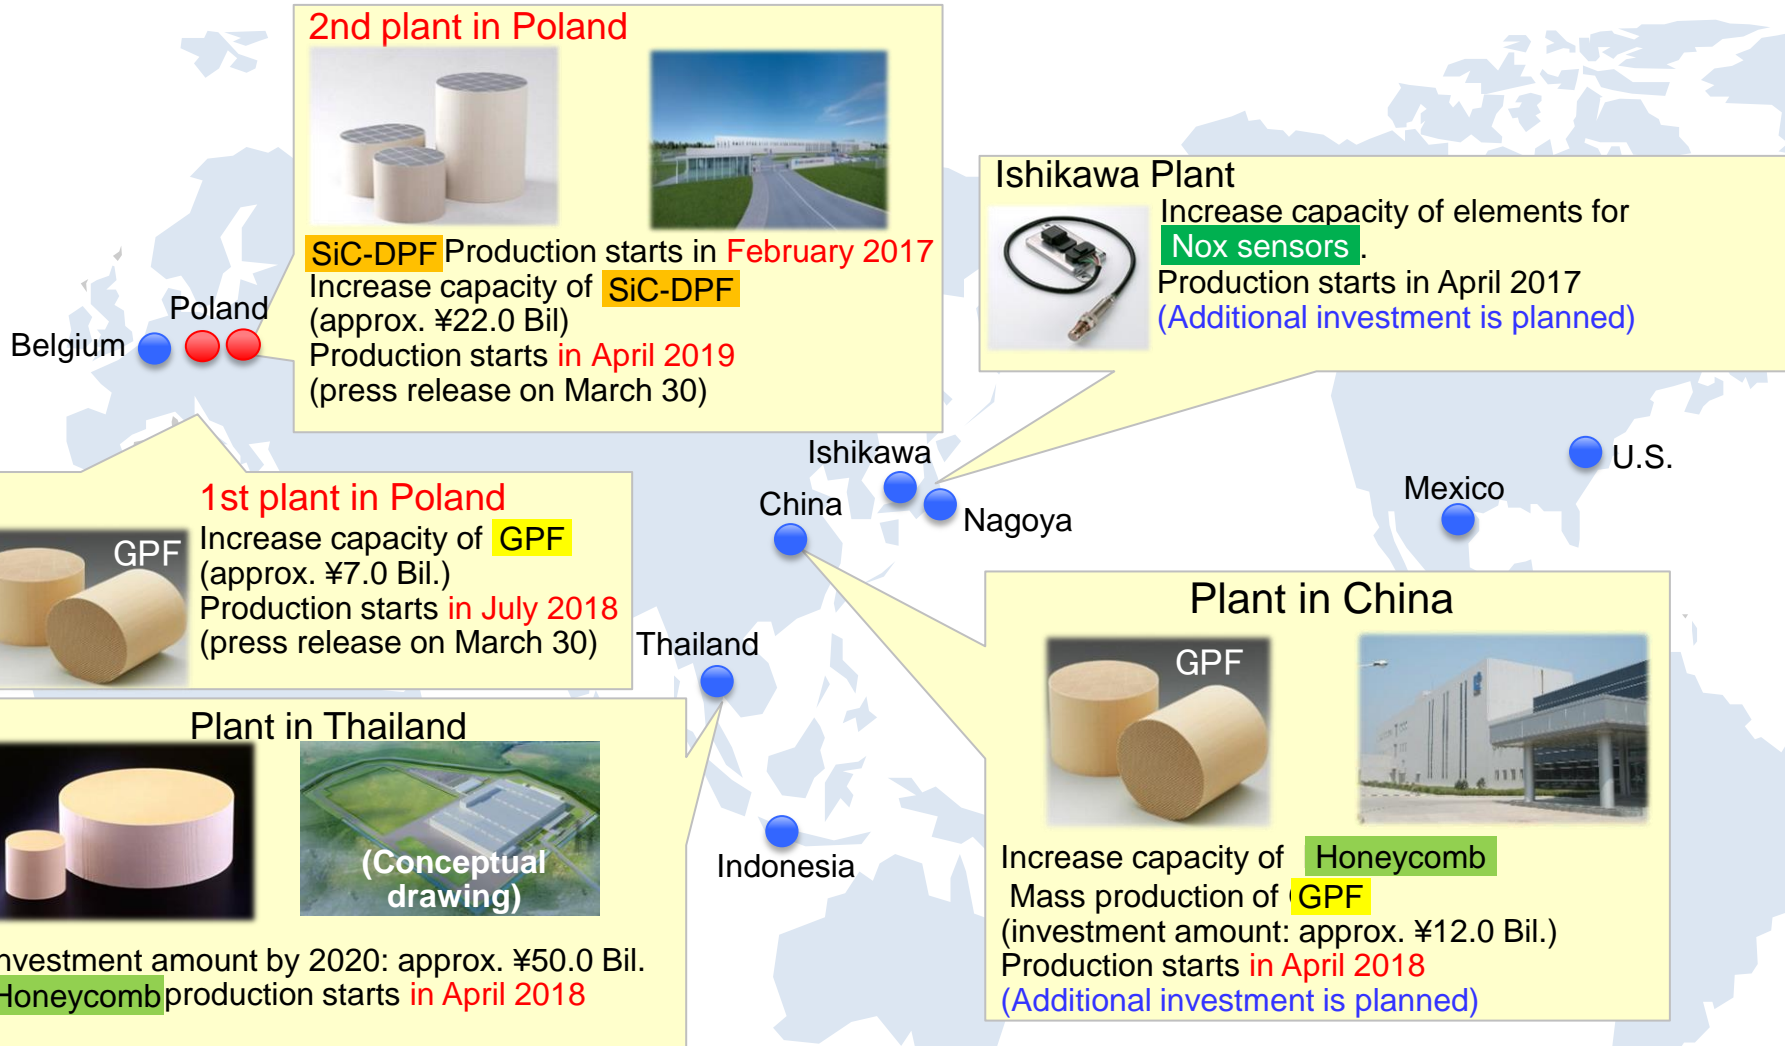 2nd plant in Poland
SiC-DPF Production starts in February 2017
Increase capacity of SiC-DPF
(approx. ¥22.0 Bil)
Production starts in April 2019
(press release on March 30)
Ishikawa Plant
Increase capacity of elements for
Nox sensors.
Production starts in April 2017
(Additional investment is planned)
Poland
Belgium
Ishikawa
China
Nagoya
U.S.
Mexico
1st plant in Poland
GPF
Increase capacity of GPF
(approx. ¥7.0 Bil.)
Production starts in July 2018
(press release on March 30)
Thailand
Plant in Thailand
(Conceptual
drawing)
nvestment amount by 2020: approx. ¥50.0 Bil.
Honeycomb production starts in April 2018
Indonesia
Plant in China
GPF
Increase capacity of Honeycomb
Mass production of GPF
(investment amount: approx. ¥12.0 Bil.)
Production starts in April 2018
(Additional investment is planned)